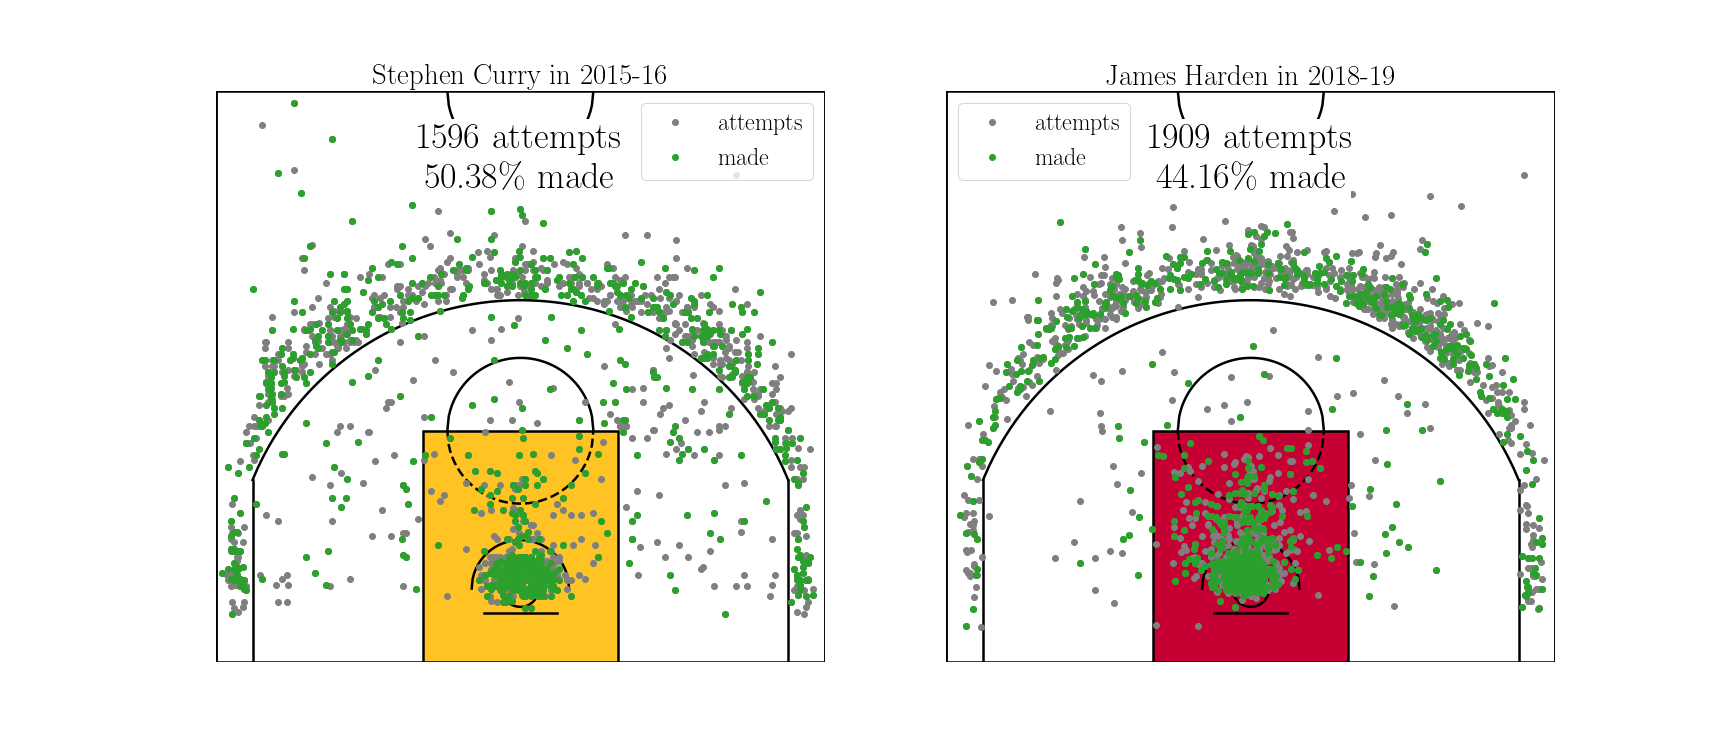 Stephen Curry in 2015-16
1596 attempts
50.38% made
attempts
made
James Harden in 2018-19
attempts
made
1909 attempts
44.16% made